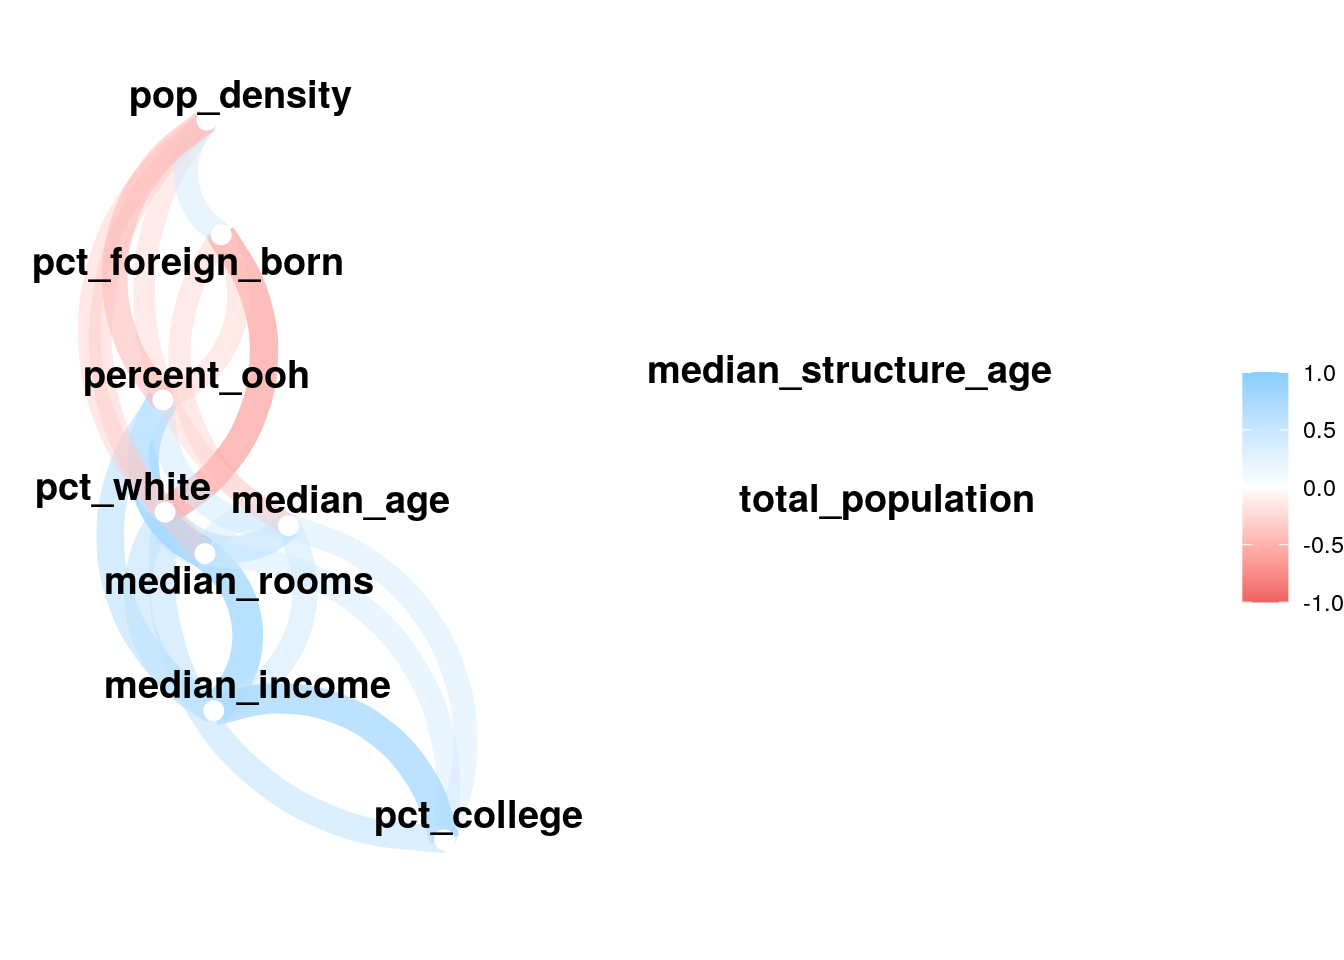 pop_density
pct_foreign_born
percent_ooh
median_structure_age
pct_white
median_age
total_population
median_rooms
median_income
pct_college
1.0
0.5
0.0
-0.5
-1.0